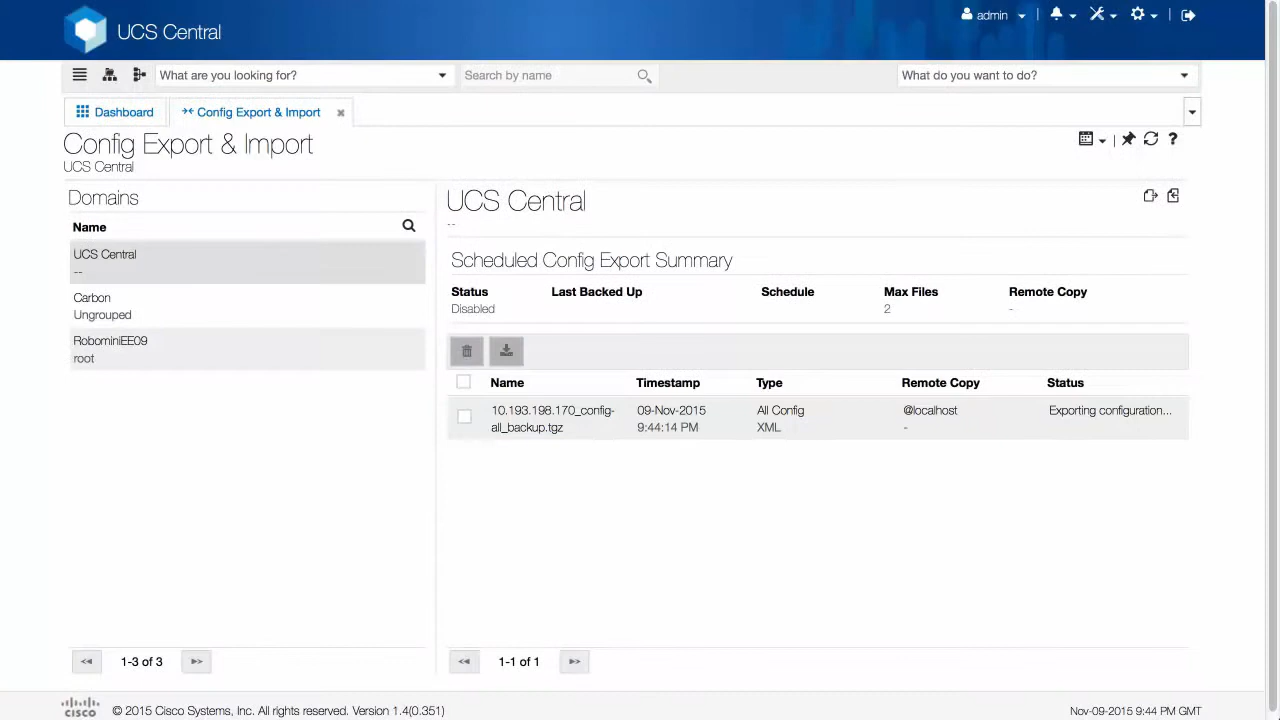 UCS Central
admin
What are you looking for?
Search by name
What do you want to do?
Dashboard
Config Export & Import
Config Export & Import
UCS Central
Domains
Name
UCS Central
--
Carbon
Ungrouped
RobominiEE09
root
1-3 of 3
UCS Central
--
Scheduled Config Export Summary
Status Last Backed Up Schedule Max Files Remote Copy
Disabled 2 -
Name Timestamp Type Remote Copy Status
10.193.198.170_config- 09-Nov-2015 All Config @localhost Exporting configuration...
all_backup.tgz 9:44:14 PM XML -
1-1 of 1
CISCO © 2015 Cisco Systems, Inc. All rights reserved. Version 1.4(0.351)
Nov-09-2015 9:44 PM GMT